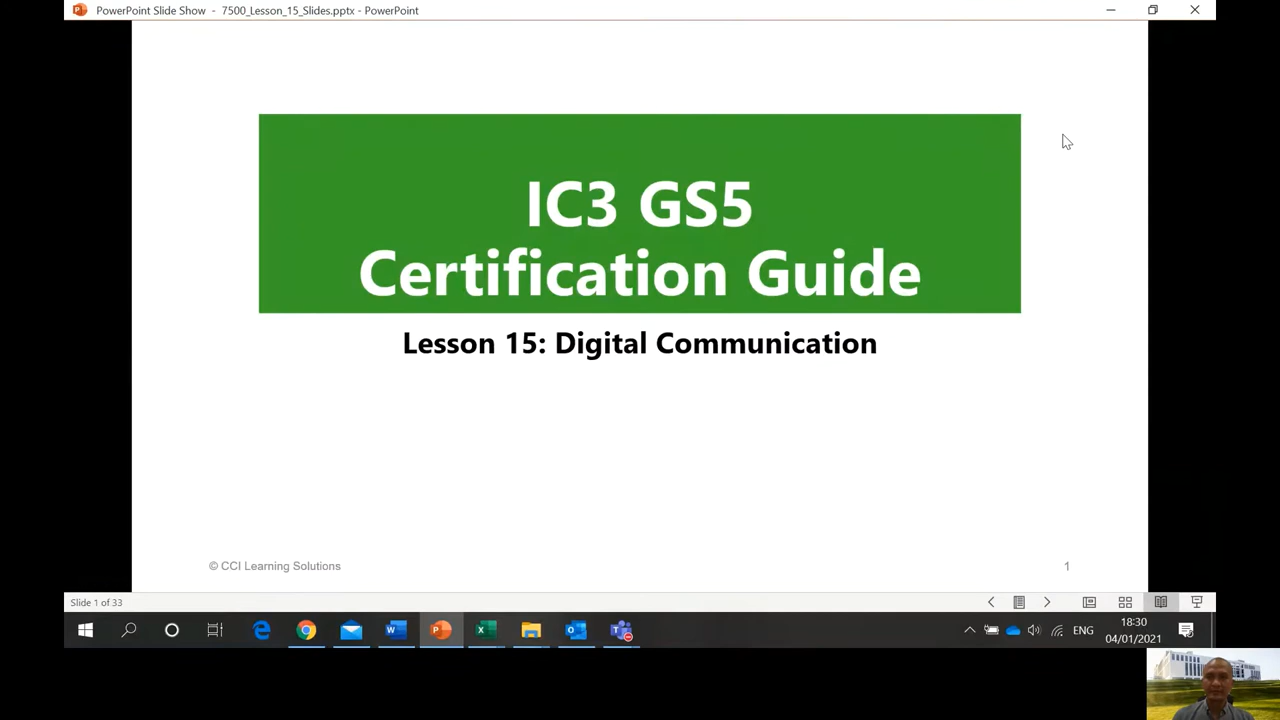 PowerPoint Slide Show - 7500_Lesson_15_Slides.pptx - PowerPoint
IC3 GS5
Certification Guide
Lesson 15: Digital Communication
© CCI Learning Solutions
1
Slide 1 of 33
ENG
18:30
04/01/2021